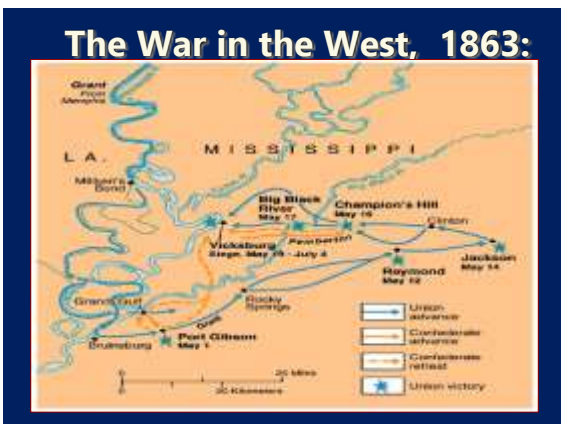 The War in the West, 1863:
Grant
From
Memphis
MISSISSIPPI
LA.
Milliken's
Bend
Big Black
River
May 17
Champion's Hill
May 16
Clinton
Vicksburg
Siege, May 19 - July 4
Pemberton
Jackson
May 14
Raymond
May 12
Grand Gulf
Rocky
Springs
Grant
Bruinsburg
Port Gibson
May 1
Union
advance
Confederate
advance
Confederate
retreat
Union victory
0
20 Miles
0
20 Kilometers